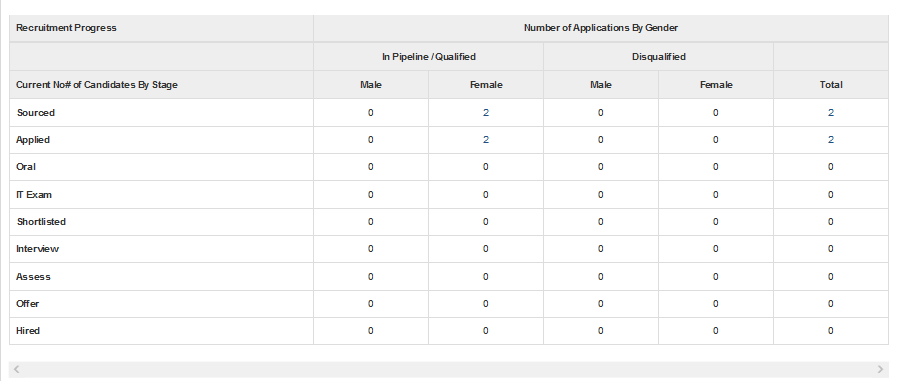 Recruitment Progress Number of Applications By Gender
In Pipeline / Qualified Disqualified
Current No# of Candidates By Stage Male Female Male Female Total
Sourced 0 2 0 0 2
Applied 0 2 0 0 2
Oral 0 0 0 0 0
IT Exam 0 0 0 0 0
Shortlisted 0 0 0 0 0
Interview 0 0 0 0 0
Assess 0 0 0 0 0
Offer 0 0 0 0 0
Hired 0 0 0 0 0